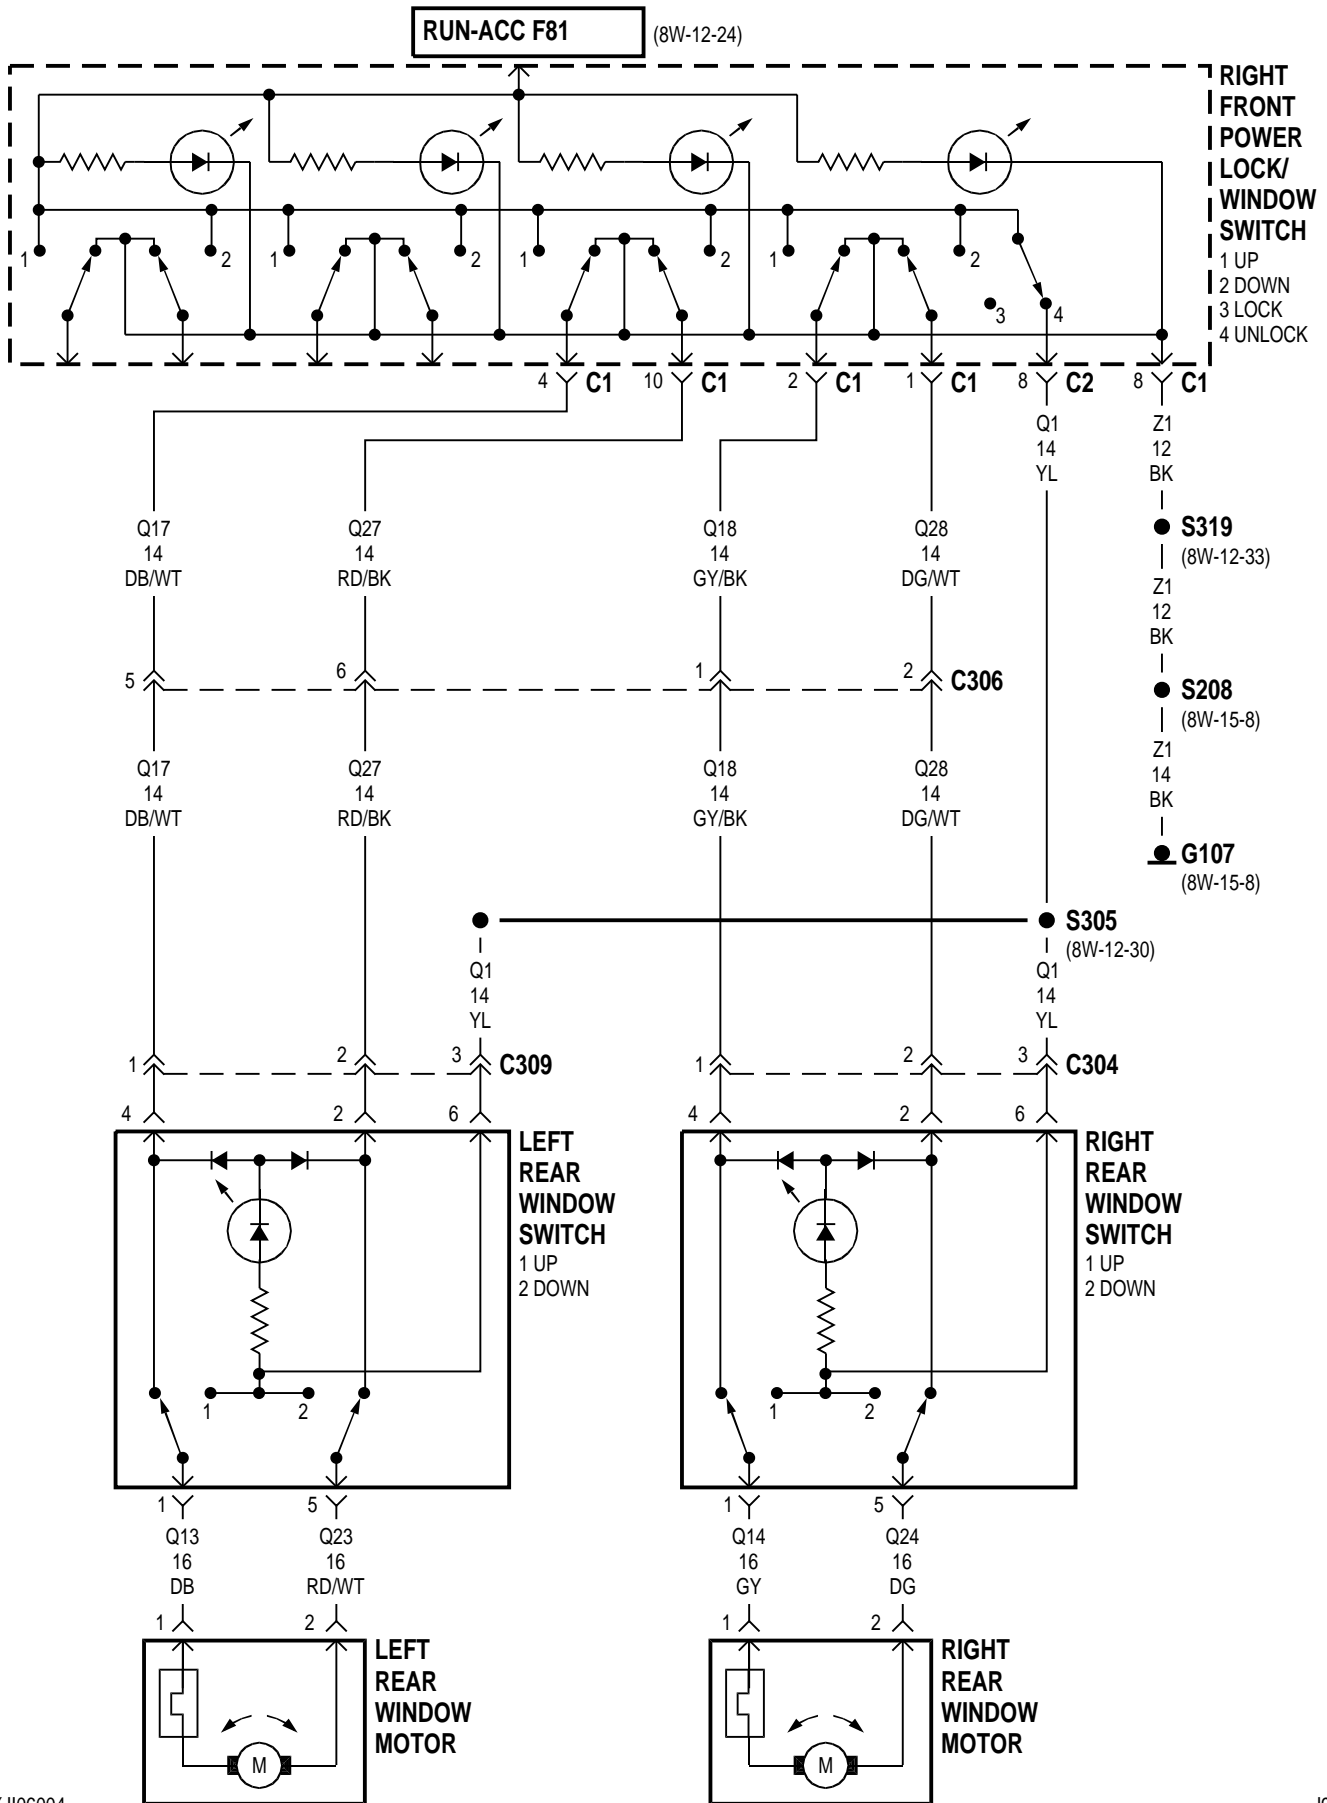 RUN-ACC F81 (8W-12-24)
RIGHT
FRONT
POWER
LOCK/
WINDOW
SWITCH
1 UP
2 DOWN
3 LOCK
4 UNLOCK
1 2 1 2 1 2 1 2
3 4
4 C1 10 C1 2 C1 1 C1 8 C2 8 C1
Q1 Z1
14 12
YL BK
Q17 Q27 Q18 Q28 S319
14 14 14 14 (8W-12-33)
DB/WT RD/BK GY/BK DG/WT Z1
12
BK
5 6 1 2 C306 S208
(8W-15-8)
Q17 Q27 Q18 Q28 Z1
14 14 14 14 14
DB/WT RD/BK GY/BK DG/WT BK
G107
(8W-15-8)
S305
(8W-12-30)
Q1 Q1
14 14
YL YL
1 2 3 C309 1 2 3 C304
4 2 6 4 2 6
LEFT
REAR
WINDOW
SWITCH
1 UP
2 DOWN
RIGHT
REAR
WINDOW
SWITCH
1 UP
2 DOWN
1 2 1 2
1 5 1 5
Q13 Q23 Q14 Q24
16 16 16 16
DB RD/WT GY DG
1 2 1 2
LEFT
REAR
WINDOW
MOTOR
RIGHT
REAR
WINDOW
MOTOR
M M